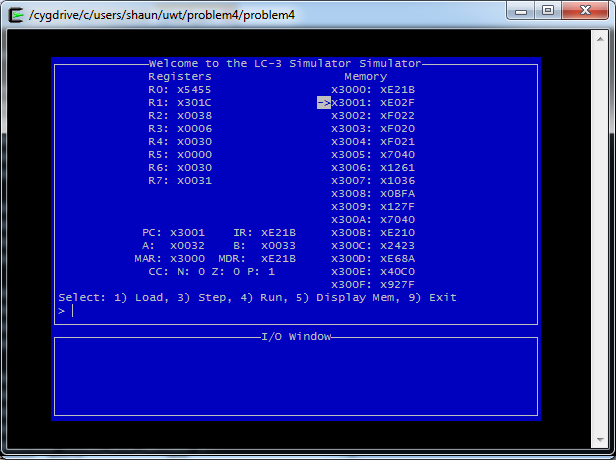 /cygdrive/c/users/shaun/uwt/problem4/problem4
Welcome to the LC-3 Simulator Simulator
Registers Memory
R0: x5455 x3000: xE21B
R1: x301C ->x3001: xE02F
R2: x0038 x3002: xF022
R3: x0006 x3003: xF020
R4: x0030 x3004: xF021
R5: x0000 x3005: x7040
R6: x0030 x3006: x1261
R7: x0031 x3007: x1036
x3008: x0BFA
x3009: x127F
x300A: x7040
PC: x3001 IR: xE21B x300B: xE210
A: x0032 B: x0033 x300C: x2423
MAR: x3000 MDR: xE21B x300D: xE68A
CC: N: 0 Z: 0 P: 1 x300E: x40C0
x300F: x927F
Select: 1) Load, 3) Step, 4) Run, 5) Display Mem, 9) Exit
>
I/O Window